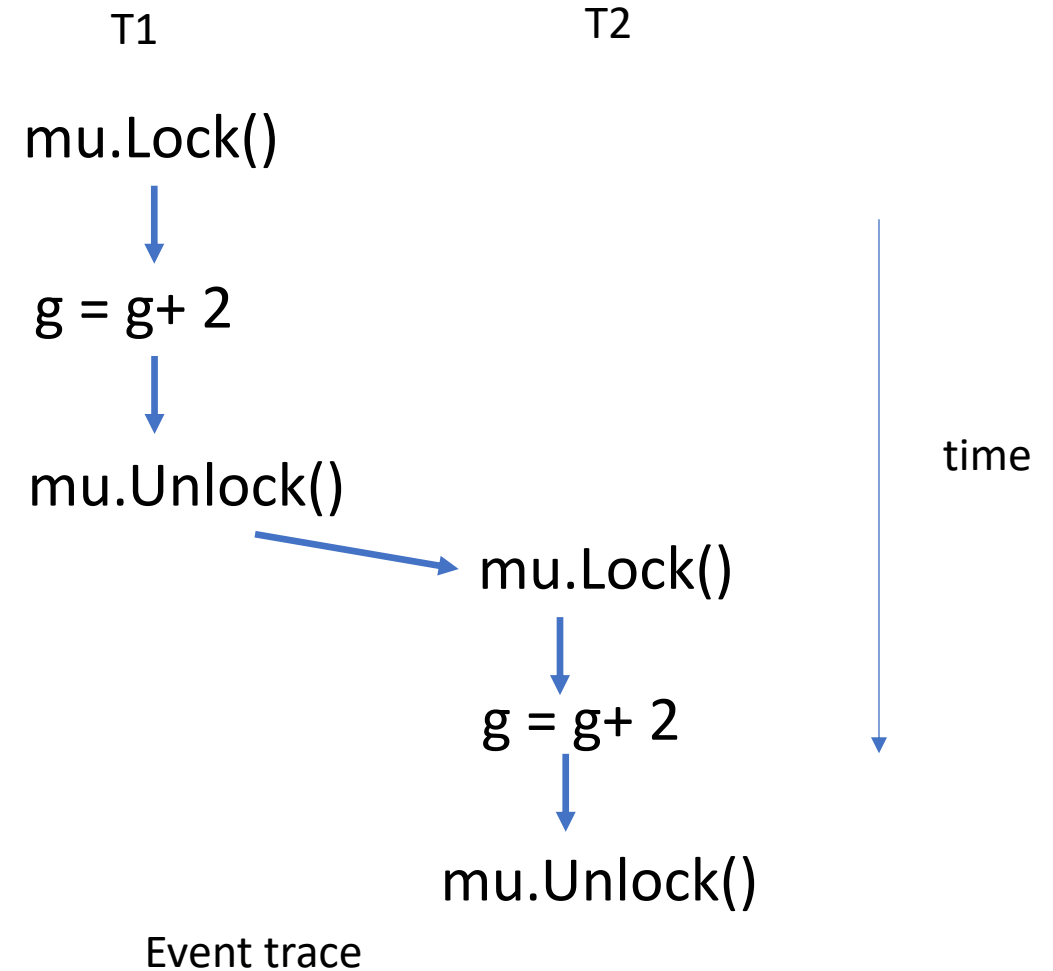 T1
T2
mu.Lock()
g = g+ 2
mu.Unlock()
time
mu.Lock()
g = g+ 2
mu.Unlock()
Event trace